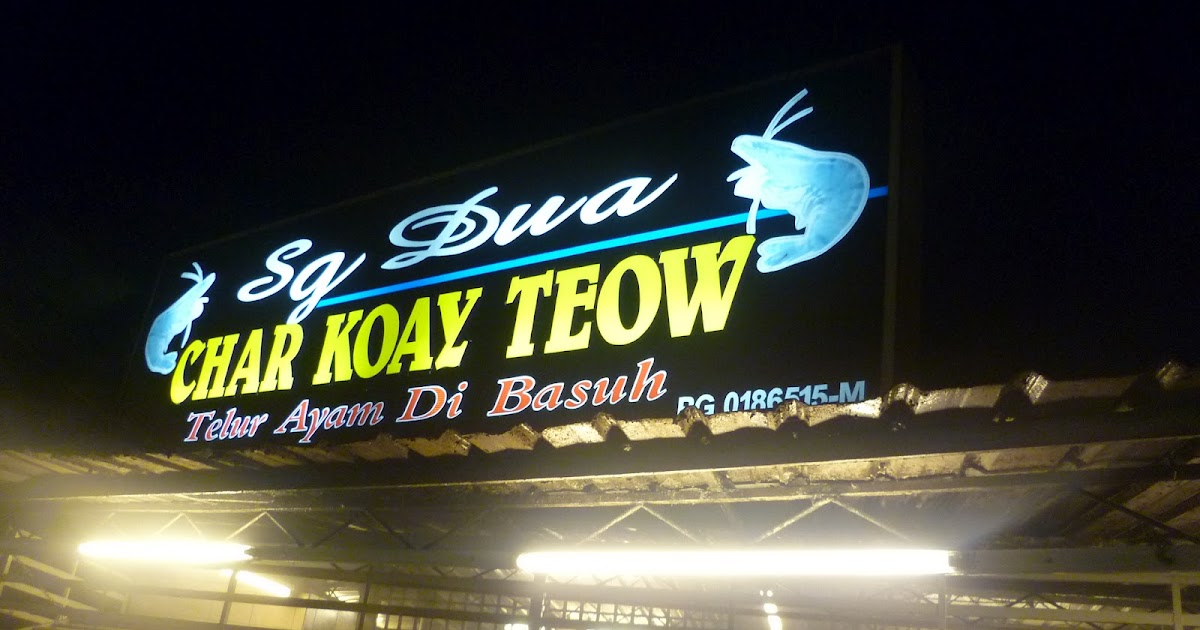 Sg Dua
CHAR KOAY TEOW
Telur Ayam Di Basuh
PG 0186515-M